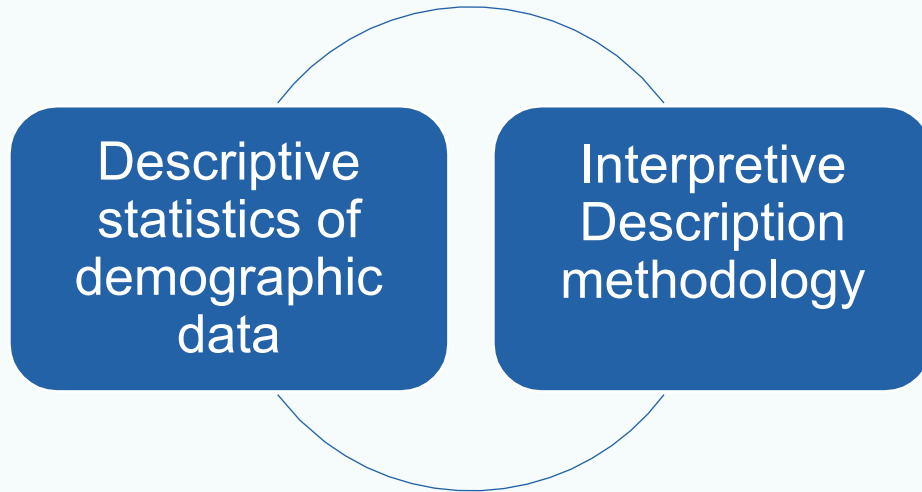 Descriptive
statistics of
demographic
data
Interpretive
Description
methodology